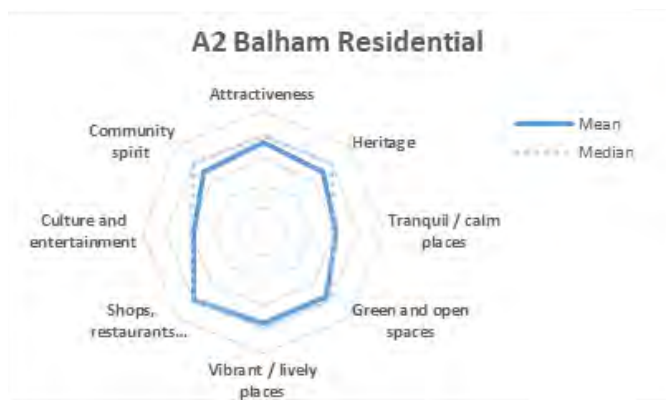 A2 Balham Residential
Attractiveness
Community
spirit
Heritage
Mean
Median
Culture and
entertainment
Tranquil / calm
places
Shops,
restaurants...
Green and open
spaces
Vibrant / lively
places